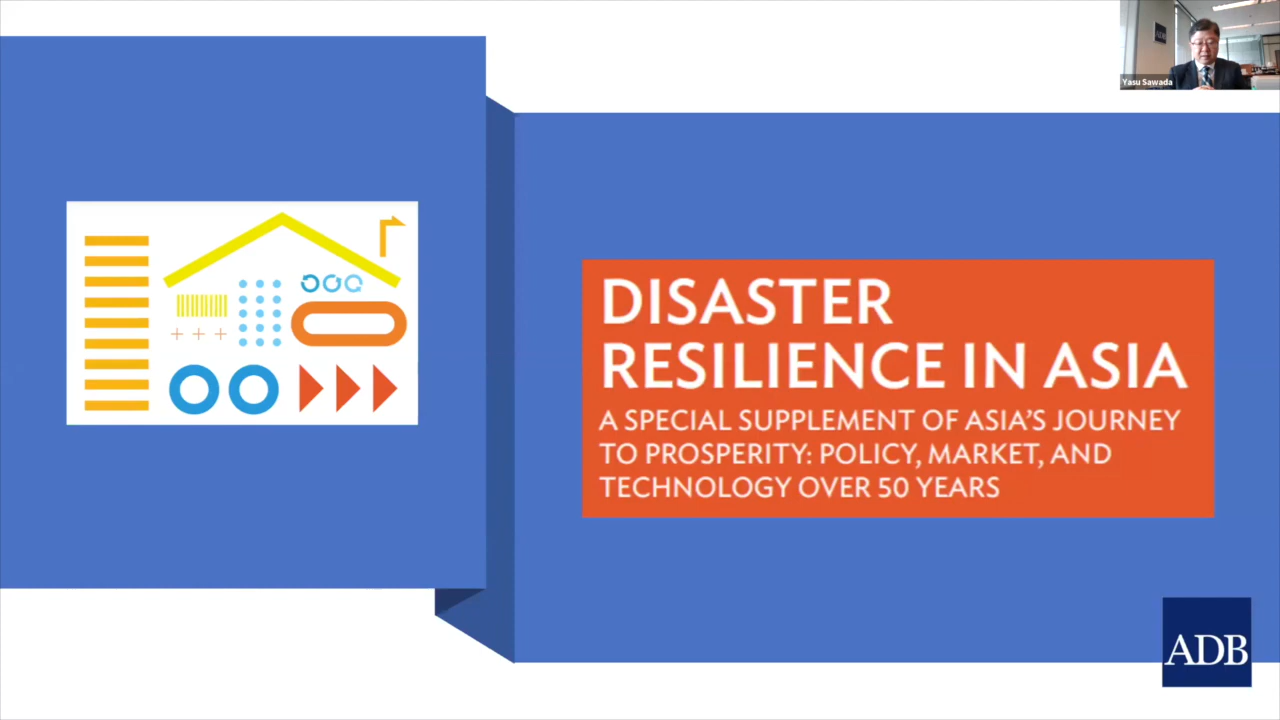 ADB
Yasu Sawada
DISASTER
RESILIENCE IN ASIA
A SPECIAL SUPPLEMENT OF ASIA'S JOURNEY
TO PROSPERITY: POLICY, MARKET, AND
TECHNOLOGY OVER 50 YEARS
ADB